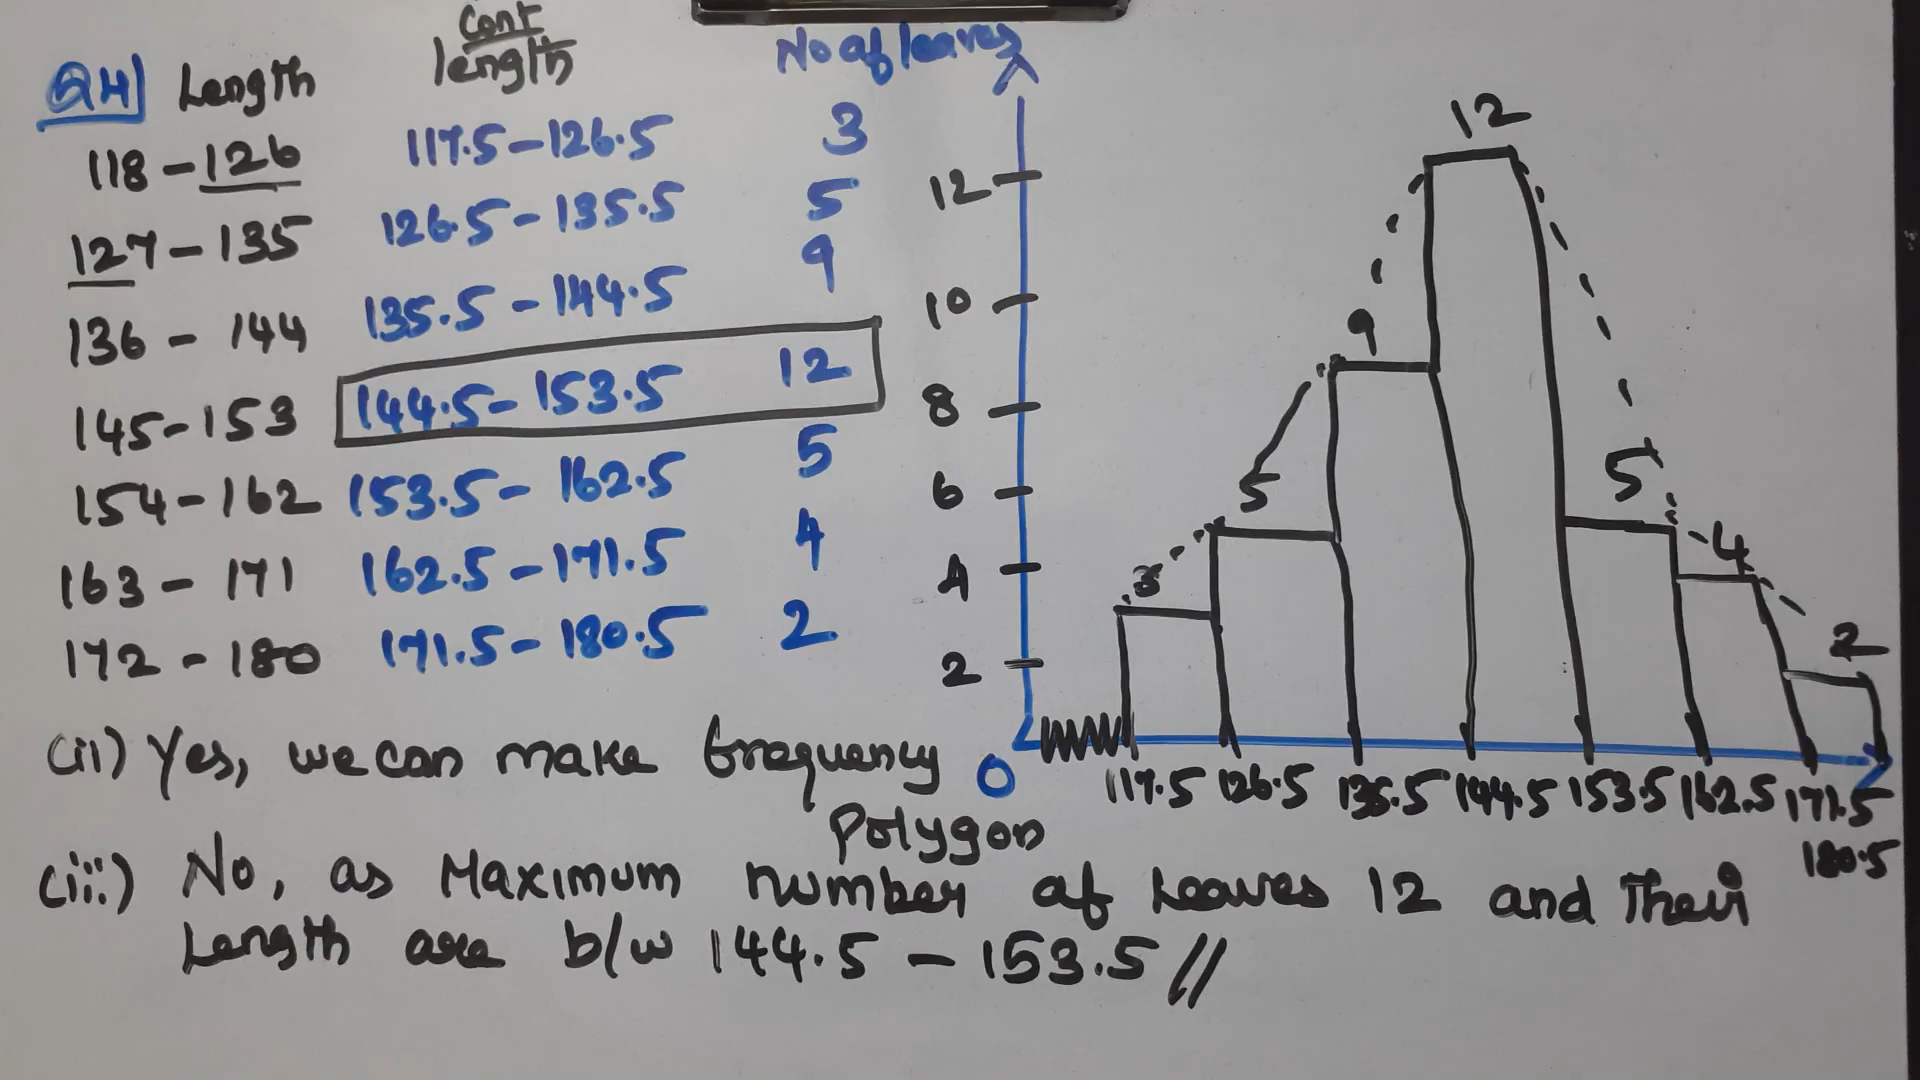 Q4) Length cont length No of leaves
118 - 126 117.5 - 126.5 3
127 - 135 126.5 - 135.5 5
136 - 144 135.5 - 144.5 9
145 - 153 144.5 - 153.5 12
154 - 162 153.5 - 162.5 5
163 - 171 162.5 - 171.5 4
172 - 180 171.5 - 180.5 2
12
10
8
6
4
2
0
3 5 9 12 5 4 2
117.5 126.5 135.5 144.5 153.5 162.5 171.5
180.5
(ii) Yes, we can make frequency
Polygon
(iii) No, as Maximum number of Leaves 12 and Their
Length are b/w 144.5 - 153.5 //